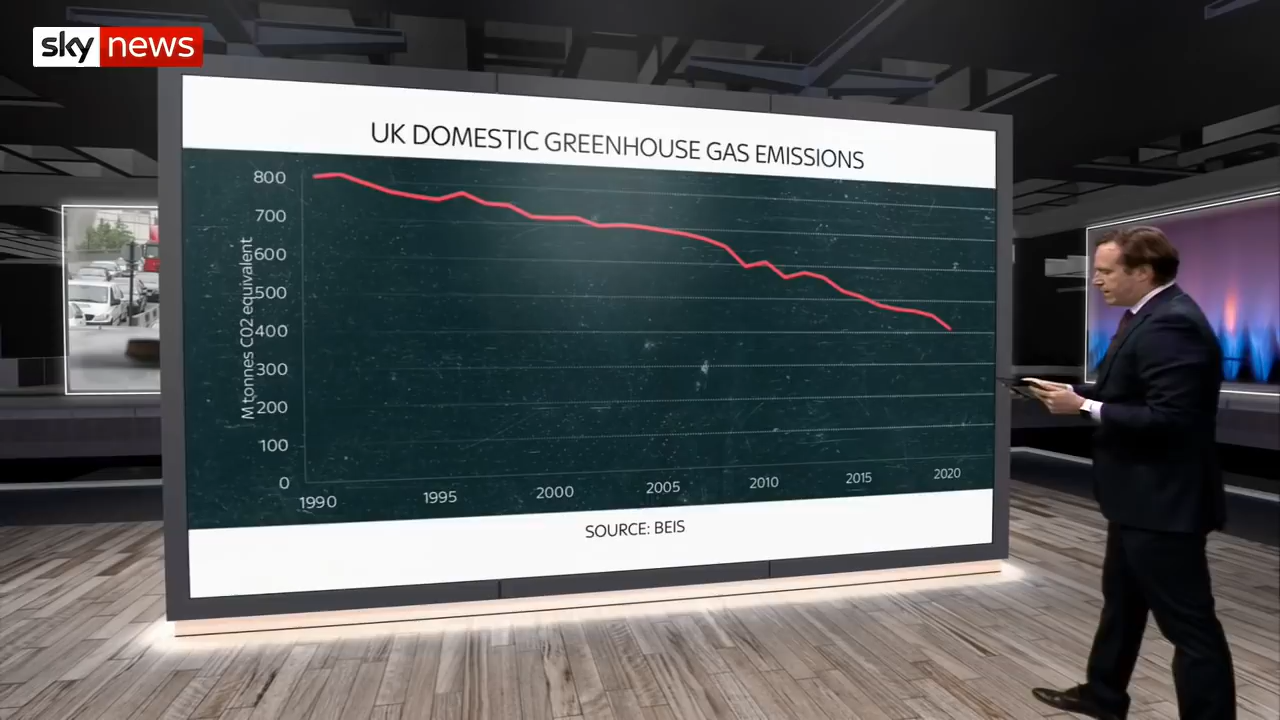 sky news
UK DOMESTIC GREENHOUSE GAS EMISSIONS
800
700
600
500
400
300
200
100
0
M tonnes CO2 equivalent
1990 1995 2000 2005 2010 2015 2020
SOURCE: BEIS